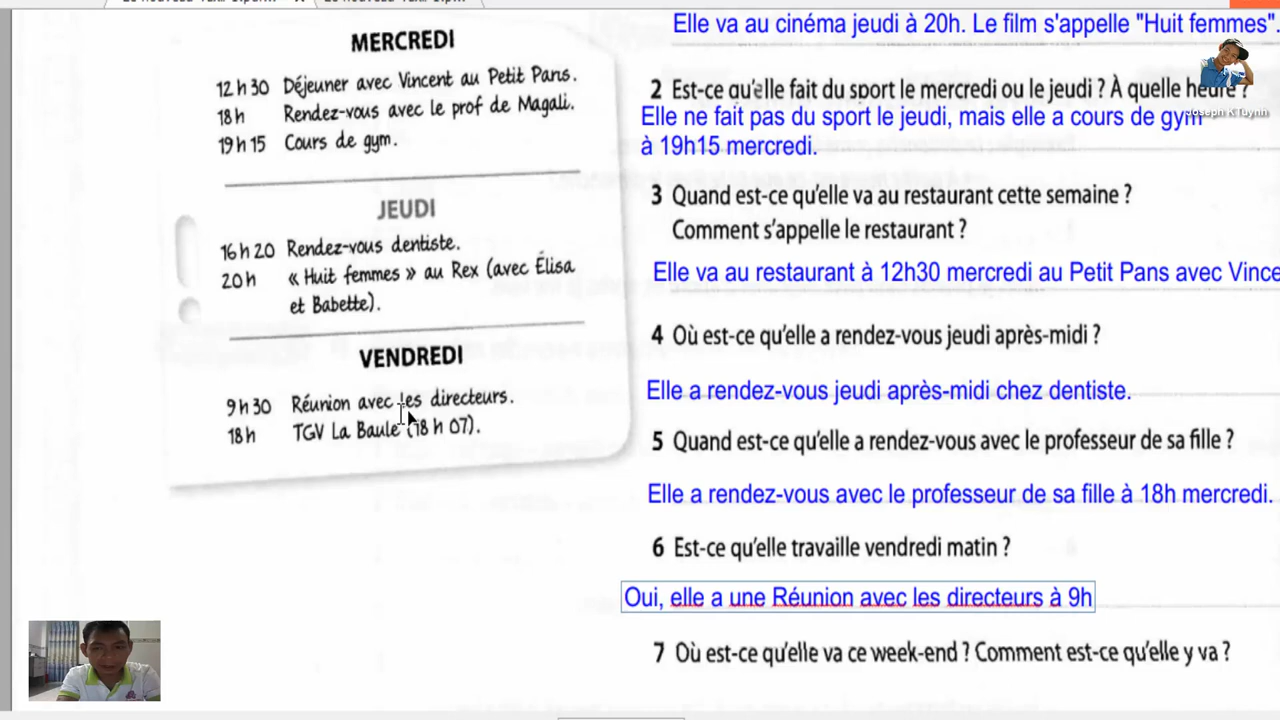 Elle va au cinéma jeudi à 20h. Le film s'appelle "Huit femmes".
MERCREDI
12 h 30 Déjeuner avec Vincent au Petit Pans.
18h Rendez-vous avec le prof de Magali.
19 h 15 Cours de gym.
JEUDI
16 h 20 Rendez-vous dentiste.
20 h « Huit femmes » au Rex (avec Élisa
et Babette).
VENDREDI
9 h 30 Réunion avec les directeurs.
18h TGV La Baule (18 h 07).
2 Est-ce qu'elle fait du sport le mercredi ou le jeudi ? À quelle heure ?
Joseph K'Tuynh
Elle ne fait pas du sport le jeudi, mais elle a cours de gym
à 19h15 mercredi.
3 Quand est-ce qu'elle va au restaurant cette semaine ?
Comment s'appelle le restaurant ?
Elle va au restaurant à 12h30 mercredi au Petit Pans avec Vince
4 Où est-ce qu'elle a rendez-vous jeudi après-midi ?
Elle a rendez-vous jeudi après-midi chez dentiste.
5 Quand est-ce qu'elle a rendez-vous avec le professeur de sa fille ?
Elle a rendez-vous avec le professeur de sa fille à 18h mercredi.
6 Est-ce qu'elle travaille vendredi matin ?
Oui, elle a une Réunion avec les directeurs à 9h
7 Où est-ce qu'elle va ce week-end ? Comment est-ce qu'elle y va ?